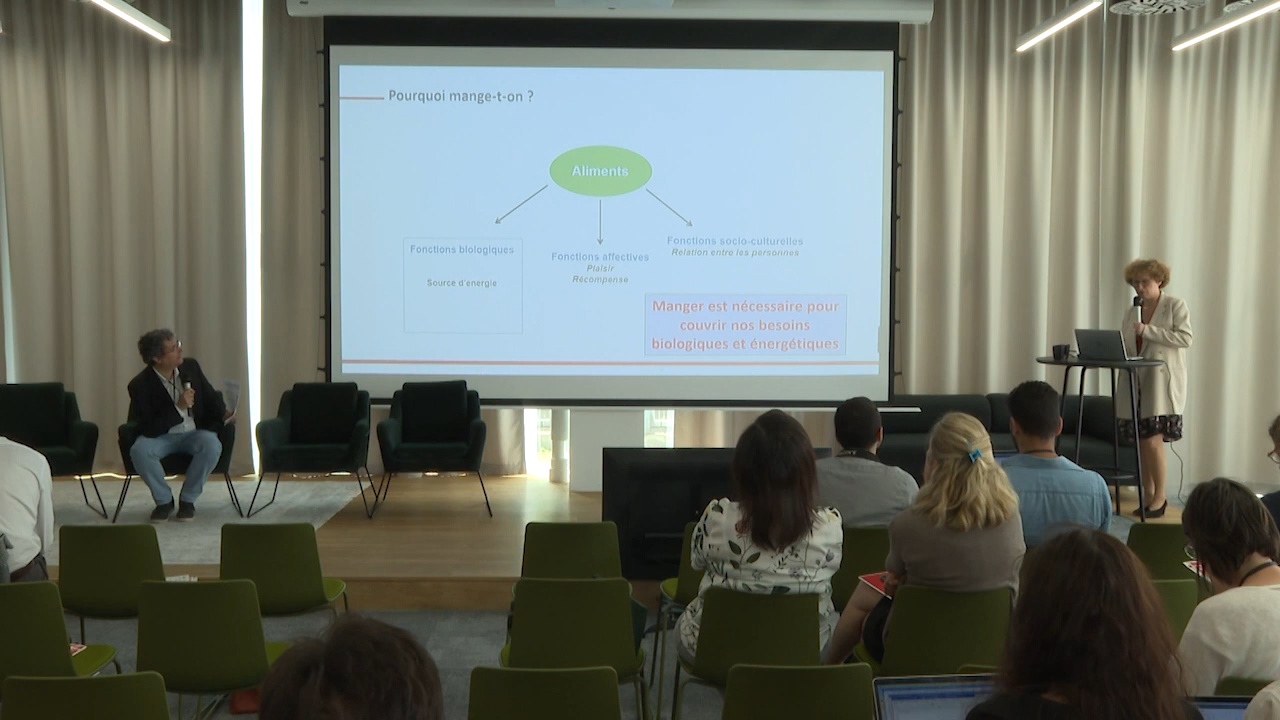 Pourquoi mange-t-on ?
Aliments
Fonctions biologiques
Source d'énergie
Fonctions affectives
Plaisir
Récompense
Fonctions socio-culturelles
Relation entre les personnes
Manger est nécessaire pour
couvrir nos besoins
biologiques et énergétiques